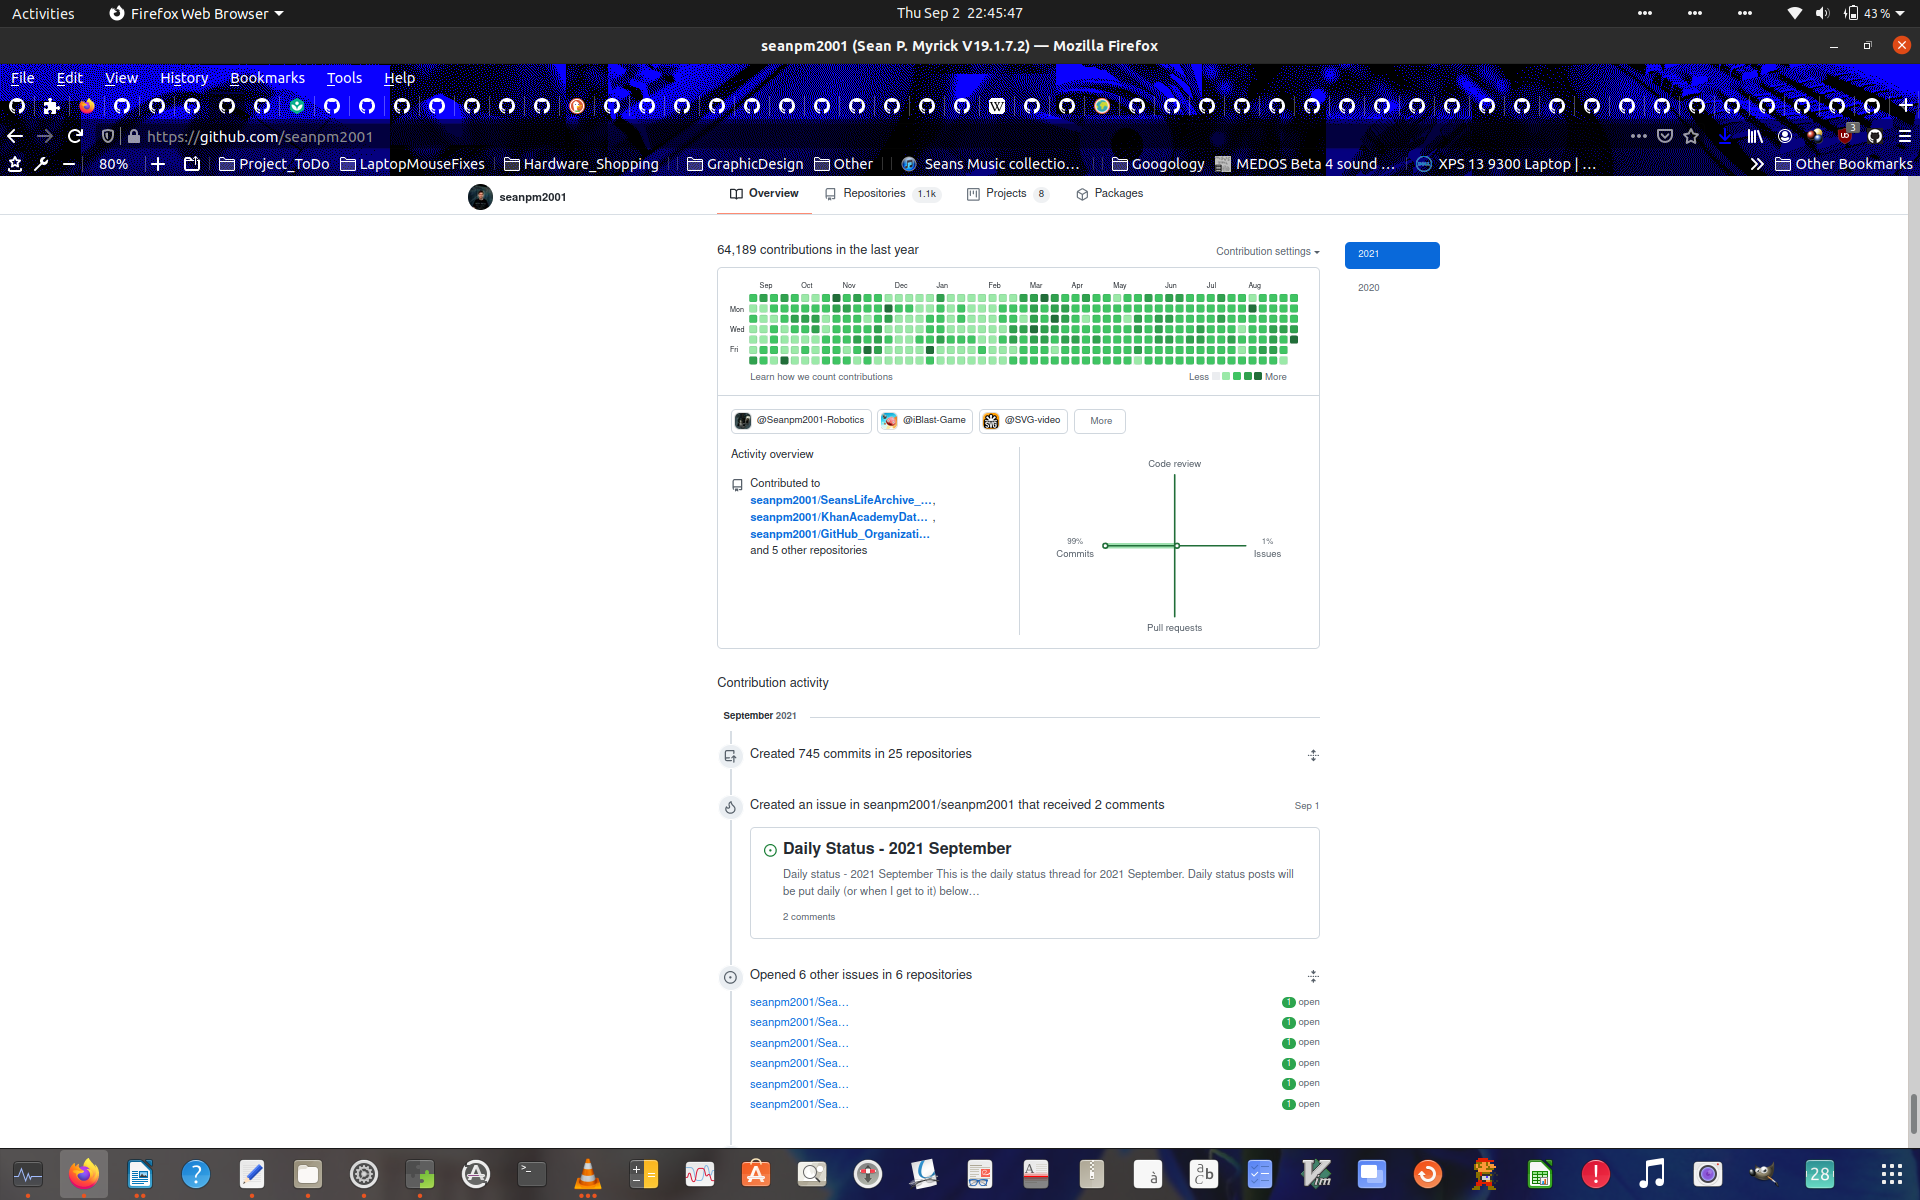 Activities Firefox Web Browser Thu Sep 2 22:45:47 43 %
seanpm2001 (Sean P. Myrick V19.1.7.2) — Mozilla Firefox
File Edit View History Bookmarks Tools Help
https://github.com/seanpm2001 3
80% Project_ToDo LaptopMouseFixes Hardware_Shopping GraphicDesign Other Seans Music collectio… Googology MEDOS Beta 4 sound … XPS 13 9300 Laptop | … Other Bookmarks
seanpm2001 Overview Repositories 1.1k Projects 8 Packages
64,189 contributions in the last year Contribution settings 2021
2020
Sep Oct Nov Dec Jan Feb Mar Apr May Jun Jul Aug
Mon
Wed
Fri
Learn how we count contributions Less More
@Seanpm2001-Robotics @iBlast-Game @SVG-video More
Activity overview
Code review
Contributed to
seanpm2001/SeansLifeArchive_…,
seanpm2001/KhanAcademyDat… ,
seanpm2001/GitHub_Organizati…
and 5 other repositories
99% Commits
1% Issues
Pull requests
Contribution activity
September 2021
Created 745 commits in 25 repositories
Created an issue in seanpm2001/seanpm2001 that received 2 comments Sep 1
Daily Status - 2021 September
Daily status - 2021 September This is the daily status thread for 2021 September. Daily status posts will
be put daily (or when I get to it) below…
2 comments
Opened 6 other issues in 6 repositories
seanpm2001/Sea… 1 open
seanpm2001/Sea… 1 open
seanpm2001/Sea… 1 open
seanpm2001/Sea… 1 open
seanpm2001/Sea… 1 open
seanpm2001/Sea… 1 open
28